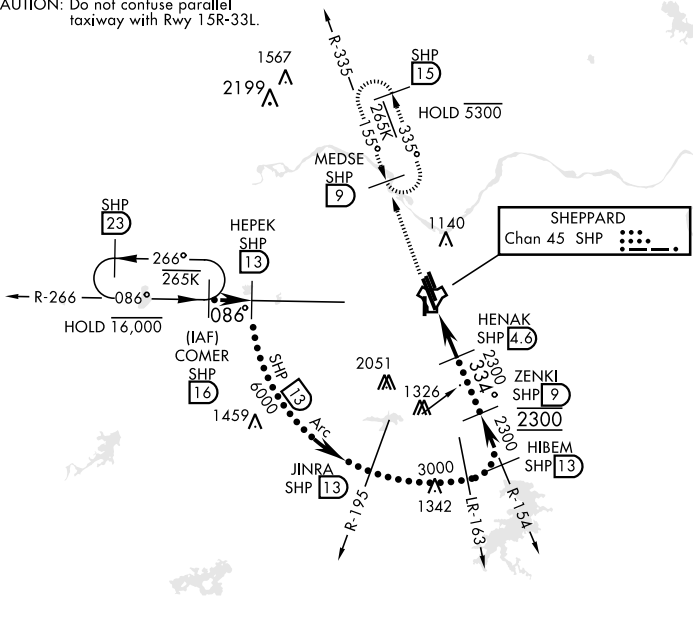 AUTION: Do not confuse parallel
taxiway with Rwy 15R-33L.
R-335
1567
2199
SHP
15
HOLD 5300
265K
155°
335°
MEDSE
SHP
9
1140
SHEPPARD
Chan 45 SHP
SHP
23
HEPEK
SHP
13
266°
265K
R-266
086°
086°
HOLD 16,000
(IAF)
COMER
SHP
16
HENAK
SHP 4.6
2300
334°
ZENKI
SHP 9
2300
2051
1326
SHP 13 Arc
6000
1459
2300
HIBEM
SHP 13
JINRA
SHP 13
3000
1342
R-195
LR-163
R-154